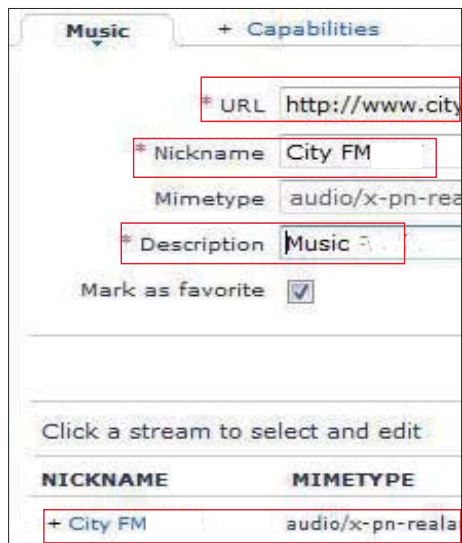 Music + Capabilities
* URL http://www.city
* Nickname City FM
Mimetype audio/x-pn-rea
* Description Music
Mark as favorite
Click a stream to select and edit
NICKNAME MIMETYPE
+ City FM audio/x-pn-realau